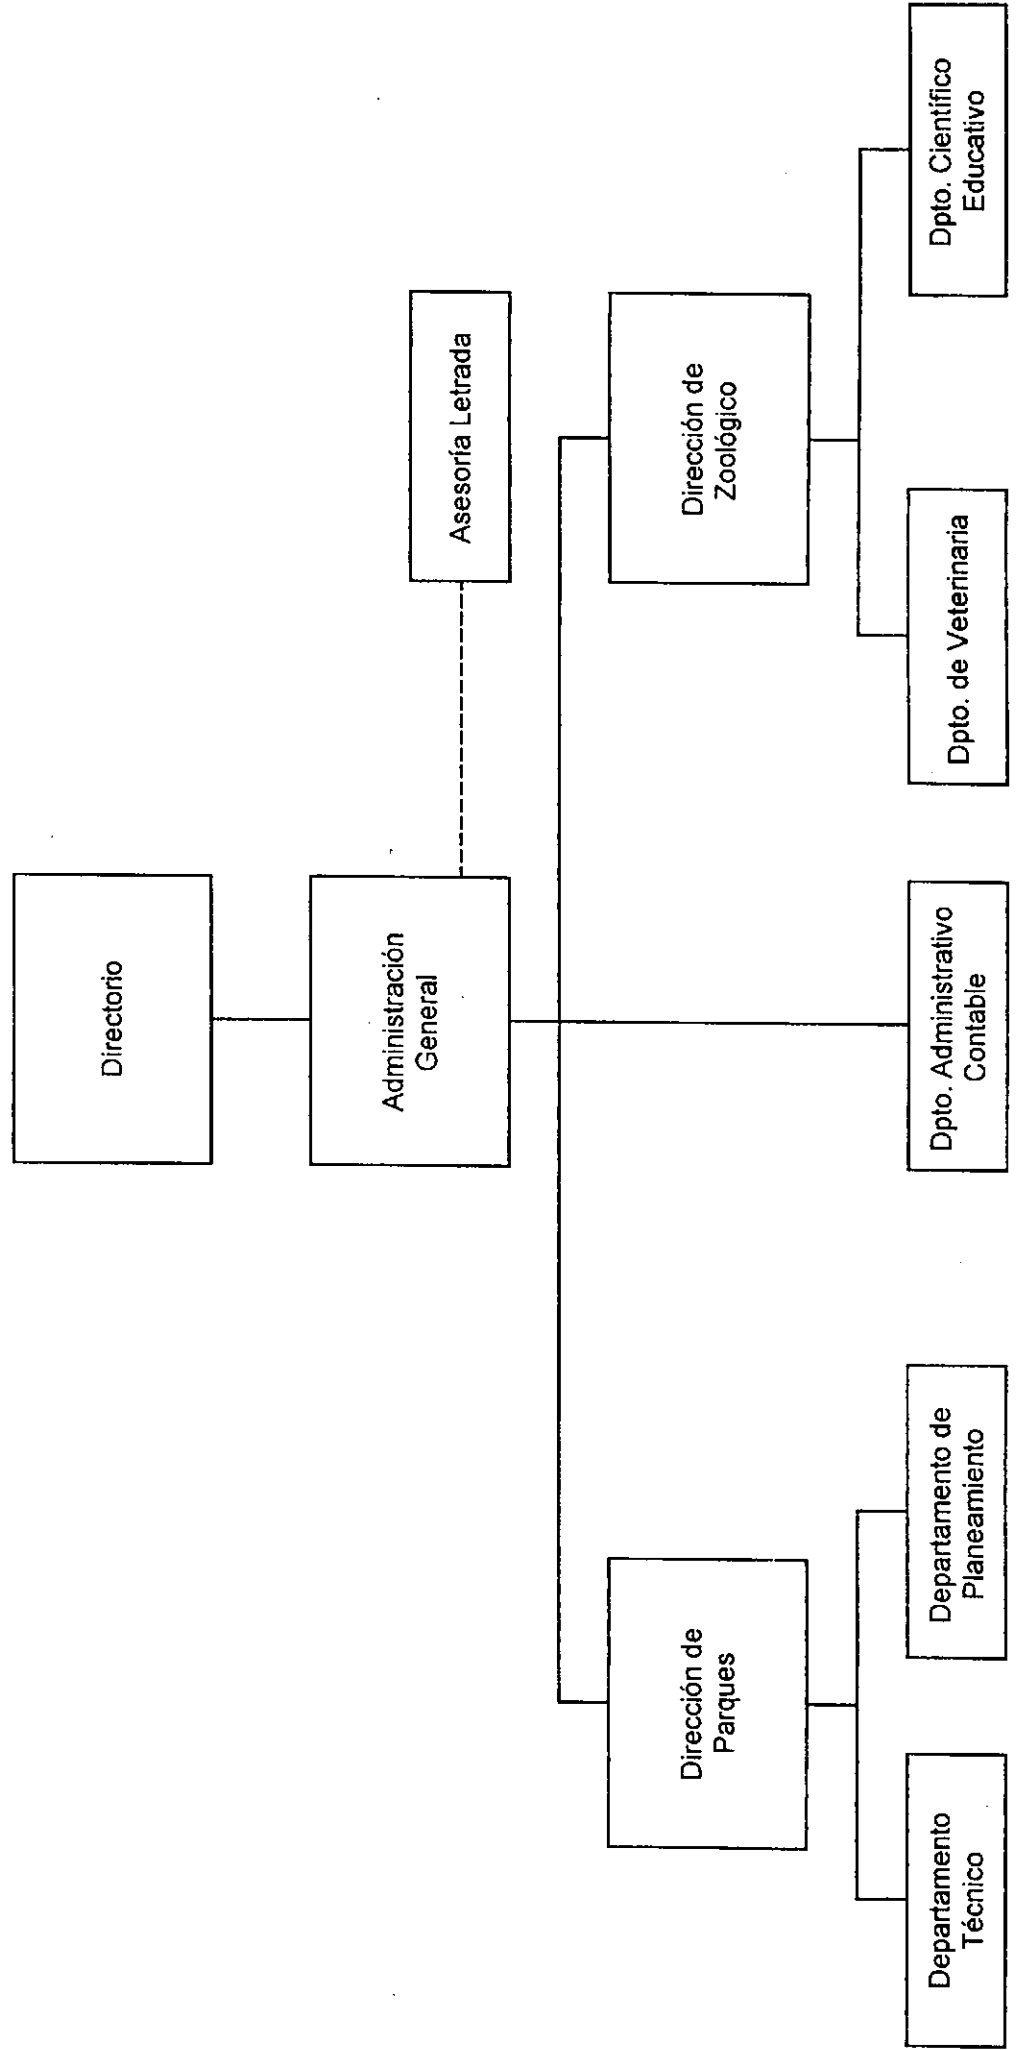 Directorio
Administración
General
Asesoría Letrada
Dirección de
Parques
Dirección de
Zoológico
Departamento
Técnico
Departamento de
Planeamiento
Dpto. Administrativo
Contable
Dpto. de Veterinaria
Dpto. Científico
Educativo